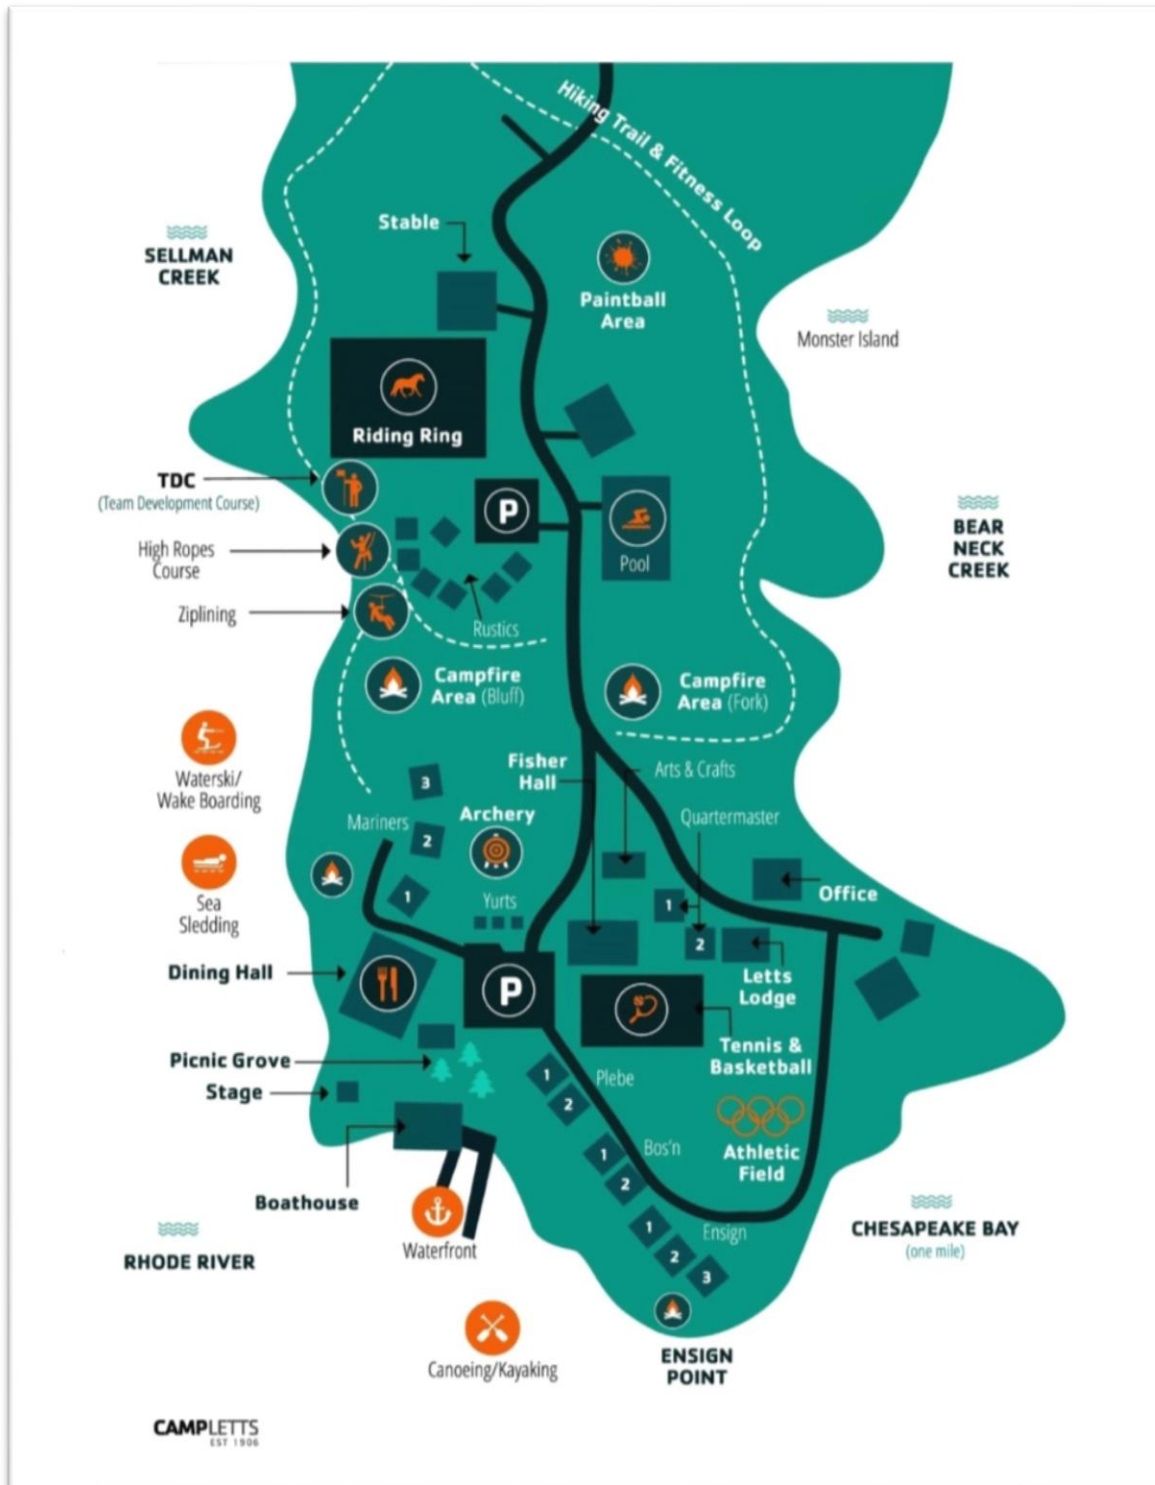 Hiking Trail & Fitness Loop
Stable
SELLMAN
CREEK
Paintball
Area
Monster Island
Riding Ring
TDC
(Team Development Course)
P
BEAR
NECK
CREEK
High Ropes
Course
Pool
Ziplining
Rustics
Campfire
Area (Bluff)
Campfire
Area (Fork)
Waterski/
Wake Boarding
Fisher
Hall
Arts & Crafts
3
Archery
Quartermaster
Mariners
2
1
Yurts
Office
1
2
Sea
Sledding
Dining Hall
P
Letts
Lodge
Tennis &
Basketball
Picnic Grove
Stage
1
2
Plebe
Athletic
Field
1
2
Bos'n
Boathouse
Waterfront
1
2
3
Ensign
RHODE RIVER
CHESAPEAKE BAY
(one mile)
Canoeing/Kayaking
ENSIGN
POINT
CAMPLETTS
EST 1906